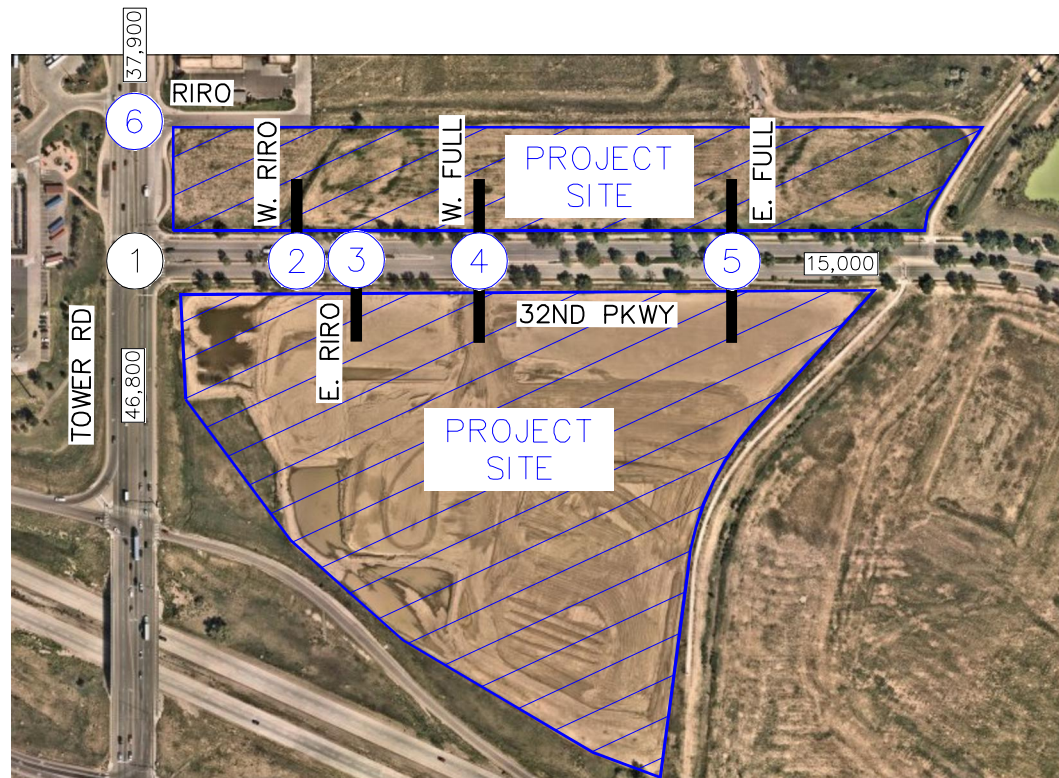 37,900
RIRO
6
W. RIRO
W. FULL
PROJECT
SITE
E. FULL
1
2
3
4
5
15,000
32ND PKWY
E. RIRO
TOWER RD
46,800
PROJECT
SITE